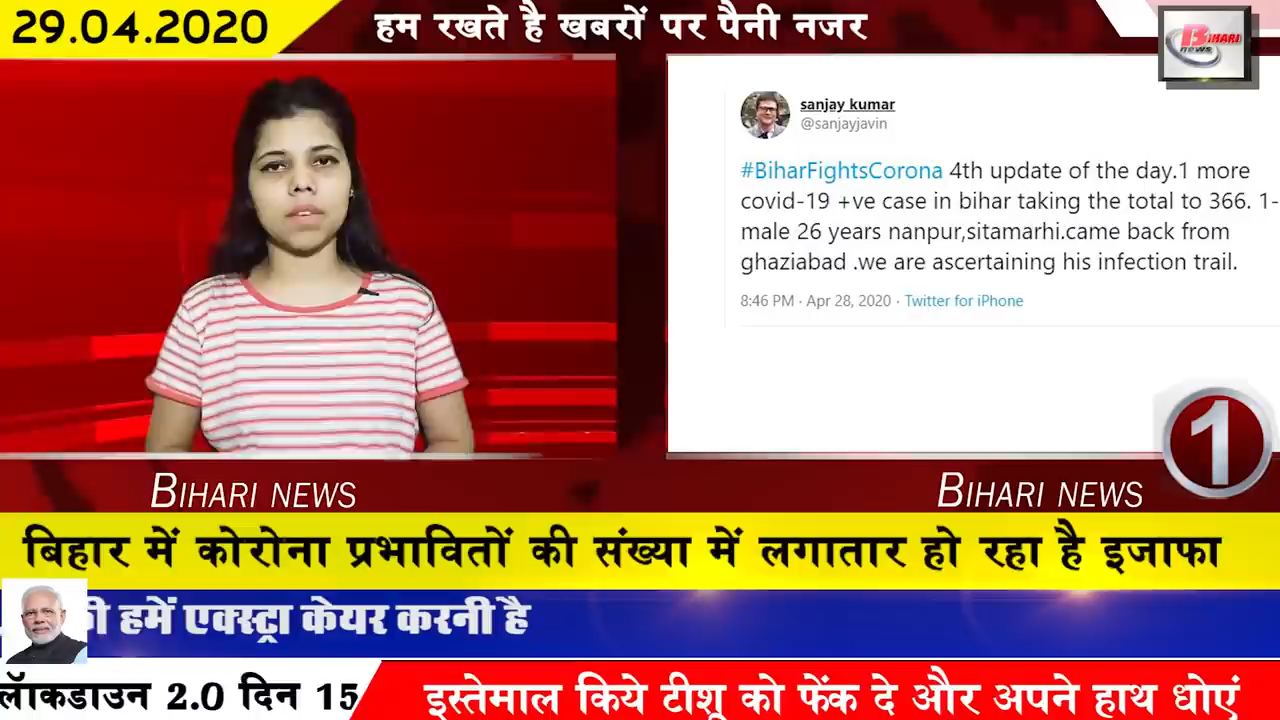 29.04.2020
हम रखते है खबरों पर पैनी नजर
BIHARI news
sanjay kumar
@sanjayjavin
#BiharFightsCorona 4th update of the day.1 more
covid-19 +ve case in bihar taking the total to 366. 1-
male 26 years nanpur,sitamarhi.came back from
ghaziabad .we are ascertaining his infection trail.
8:46 PM · Apr 28, 2020 · Twitter for iPhone
1
BIHARI NEWS
BIHARI NEWS
बिहार में कोरोना प्रभावितों की संख्या में लगातार हो रहा है इजाफा
हमें एक्स्ट्रा केयर करनी है
लॅाकडाउन 2.0 दिन 15
इस्तेमाल किये टीशू को फेंक दे और अपने हाथ धोएं